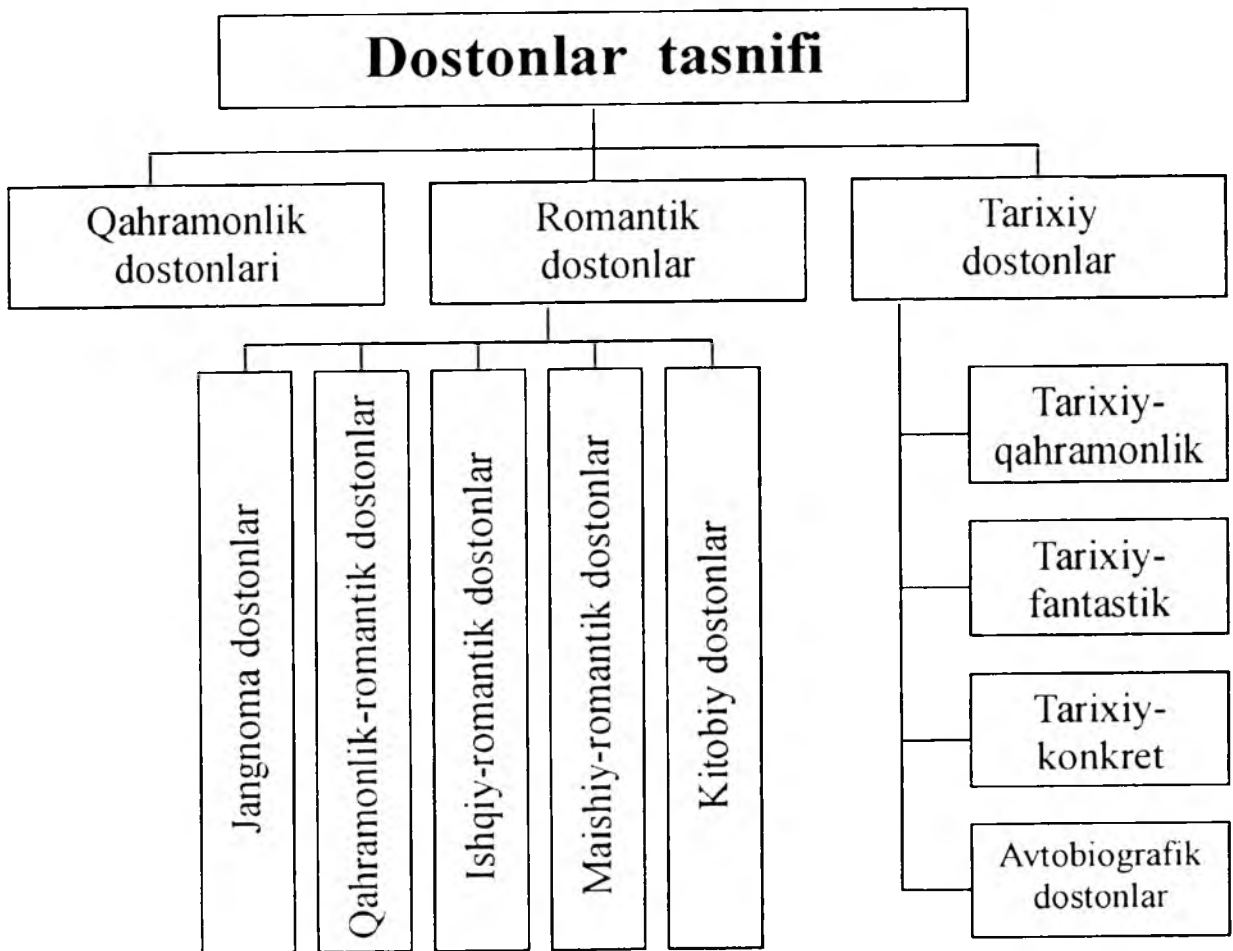 Dostonlar tasnifi
Qahramonlik
dostonlari
Romantik
dostonlar
Tarixiy
dostonlar
Jangnoma dostonlar
Qahramonlik-romantik dostonlar
Ishqiy-romantik dostonlar
Maishiy-romantik dostonlar
Kitobiy dostonlar
Tarixiy-
qahramonlik
Tarixiy-
fantastik
Tarixiy-
konkret
Avtobiografik
dostonlar